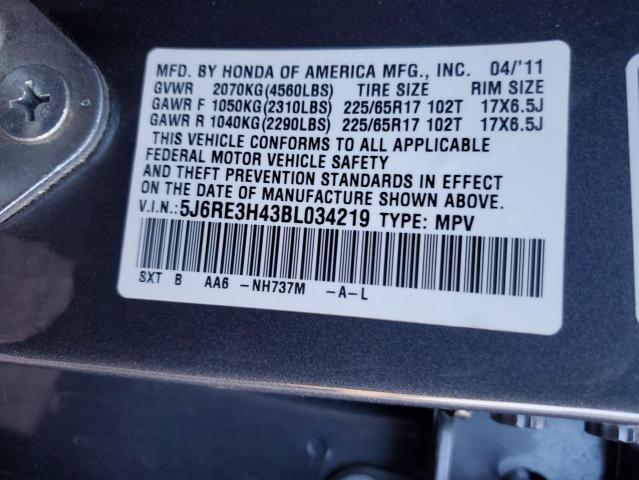 MFD. BY HONDA OF AMERICA MFG., INC. 04/'11
GVWR 2070KG(4560LBS) TIRE SIZE RIM SIZE
GAWR F 1050KG(2310LBS) 225/65R17 102T 17X6.5J
GAWR R 1040KG(2290LBS) 225/65R17 102T 17X6.5J
THIS VEHICLE CONFORMS TO ALL APPLICABLE
FEDERAL MOTOR VEHICLE SAFETY
AND THEFT PREVENTION STANDARDS IN EFFECT
ON THE DATE OF MANUFACTURE SHOWN ABOVE.
V.I.N.: 5J6RE3H43BL034219 TYPE: MPV
SXT B AA6 -NH737M -A-L